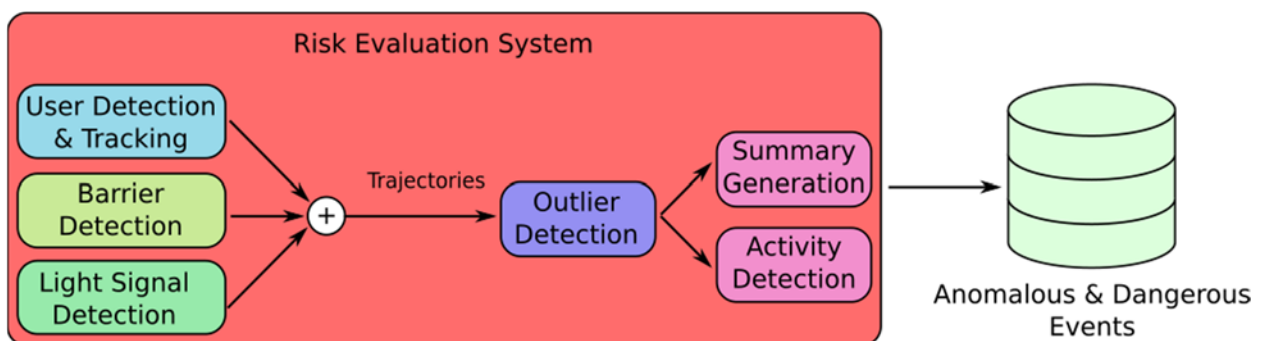 Risk Evaluation System
User Detection
& Tracking
Barrier
Detection
Light Signal
Detection
+
Trajectories
Outlier
Detection
Summary
Generation
Activity
Detection
Anomalous & Dangerous
Events